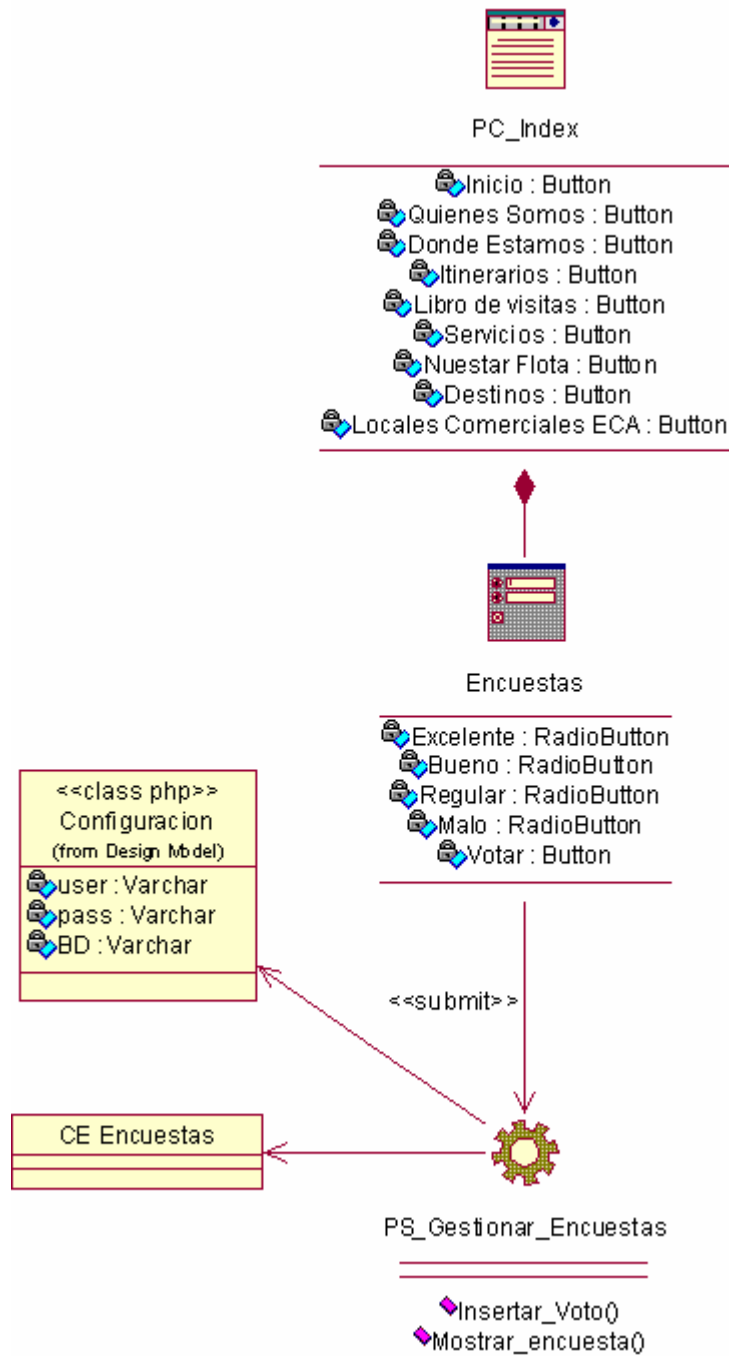 PC_Index
Inicio : Button
Quienes Somos : Button
Donde Estamos : Button
Itinerarios : Button
Libro de visitas : Button
Servicios : Button
Nuestar Flota : Button
Destinos : Button
Locales Comerciales ECA : Button
Encuestas
Excelente : RadioButton
Bueno : RadioButton
Regular : RadioButton
Malo : RadioButton
Votar : Button
<<class php>>
Configuracion
(from Design Model)
user : Varchar
pass : Varchar
BD : Varchar
<<submit>>
CE Encuestas
PS_Gestionar_Encuestas
Insertar_Voto()
Mostrar_encuesta()